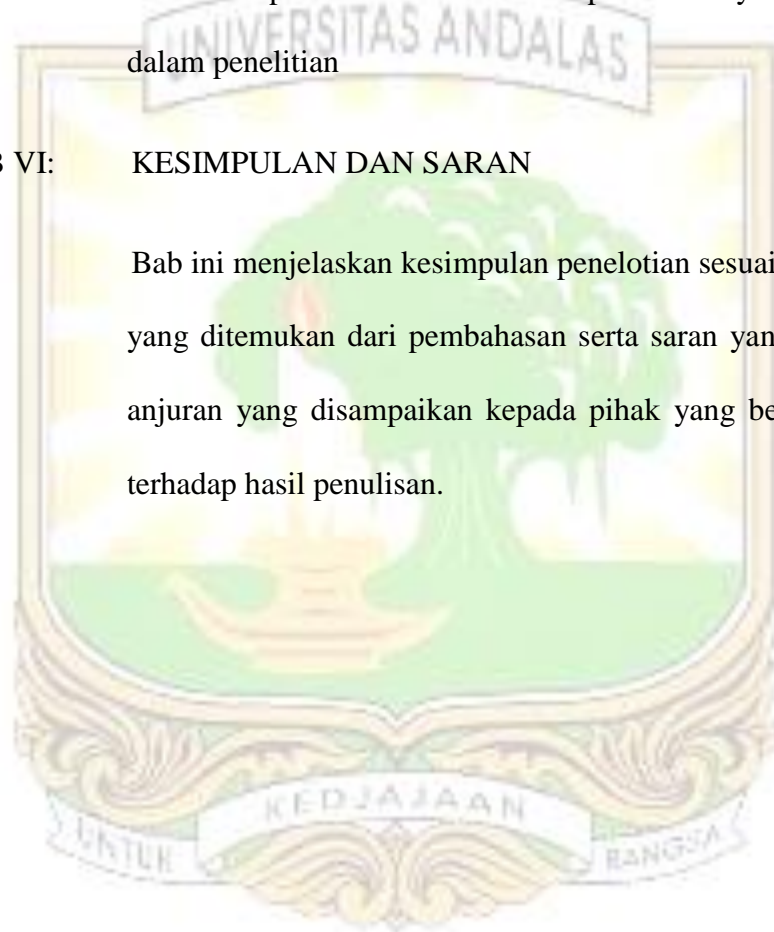 UNIVERSITAS ANDALAS
dalam penelitian
VI: KESIMPULAN DAN SARAN
Bab ini menjelaskan kesimpulan penelotian sesuai
yang ditemukan dari pembahasan serta saran yan
anjuran yang disampaikan kepada pihak yang be
terhadap hasil penulisan.
KEDJAJAAN
UNTUK BANGSA